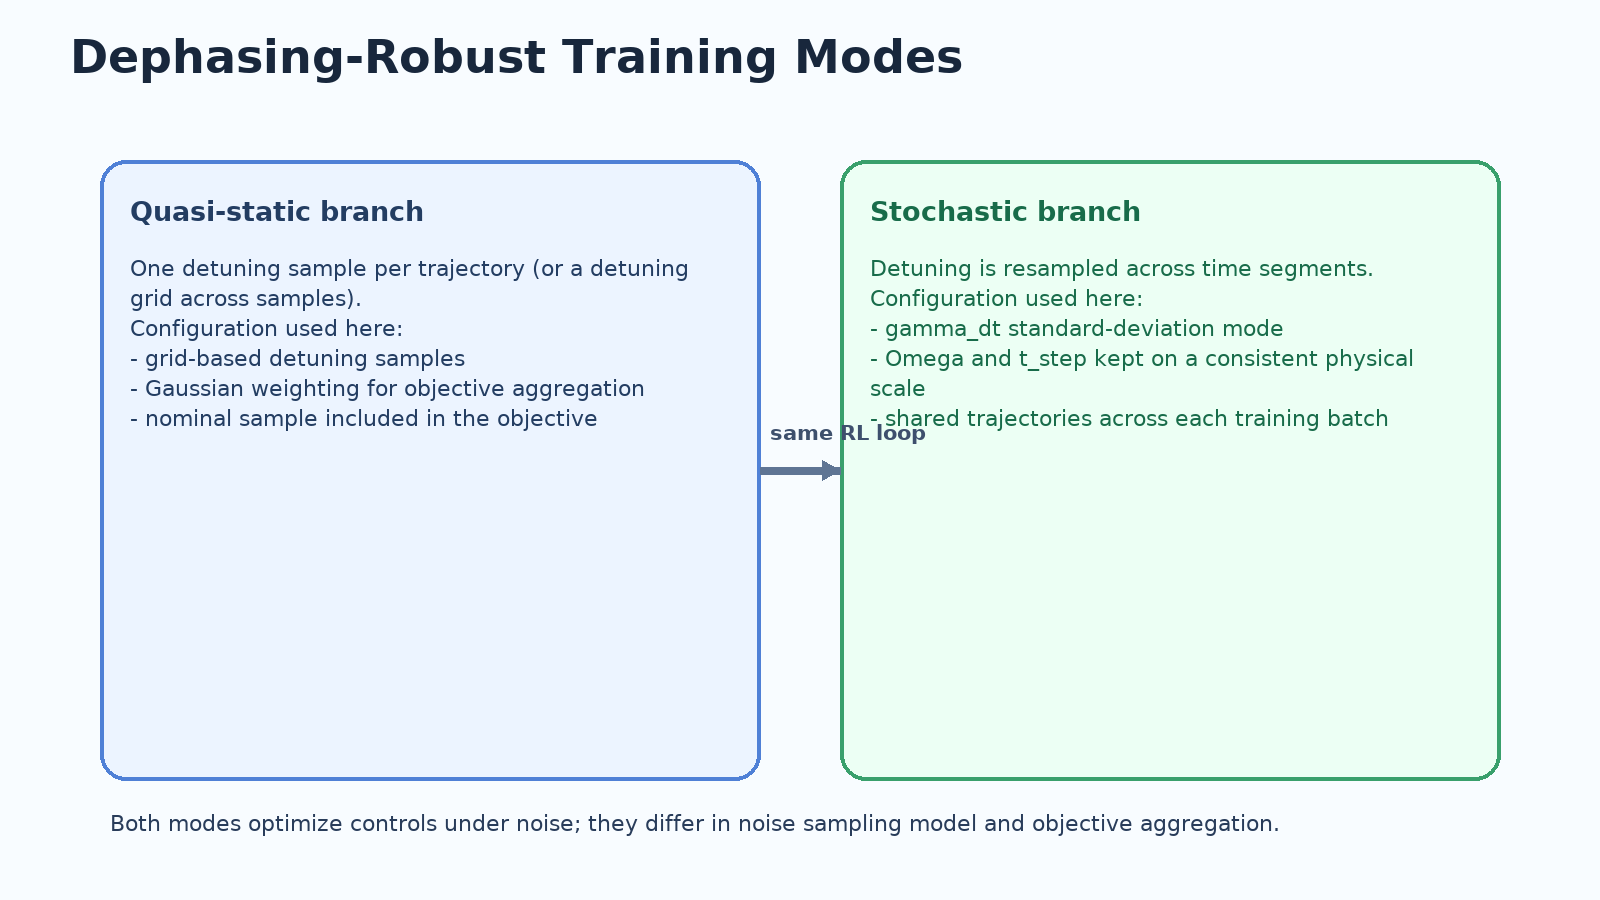 Dephasing-Robust Training Modes
Quasi-static branch
One detuning sample per trajectory (or a detuning
grid across samples).
Configuration used here:
- grid-based detuning samples
- Gaussian weighting for objective aggregation
- nominal sample included in the objective
same RL loop
Stochastic branch
Detuning is resampled across time segments.
Configuration used here:
- gamma_dt standard-deviation mode
- Omega and t_step kept on a consistent physical
scale
- shared trajectories across each training batch
Both modes optimize controls under noise; they differ in noise sampling model and objective aggregation.